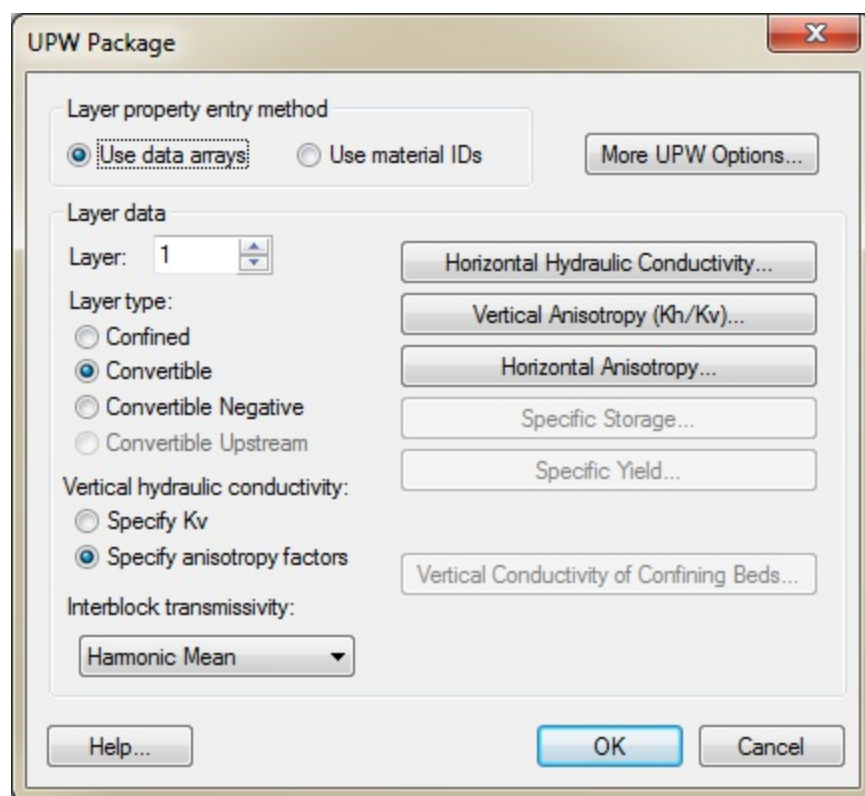 UPW Package
Layer property entry method
Use data arrays
Use material IDs
More UPW Options...
Layer data
Layer: 1
Layer type:
Confined
Convertible
Convertible Negative
Convertible Upstream
Vertical hydraulic conductivity:
Specify Kv
Specify anisotropy factors
Interblock transmissivity:
Harmonic Mean
Horizontal Hydraulic Conductivity...
Vertical Anisotropy (Kh/Kv)...
Horizontal Anisotropy...
Specific Storage...
Specific Yield...
Vertical Conductivity of Confining Beds...
Help...
OK
Cancel